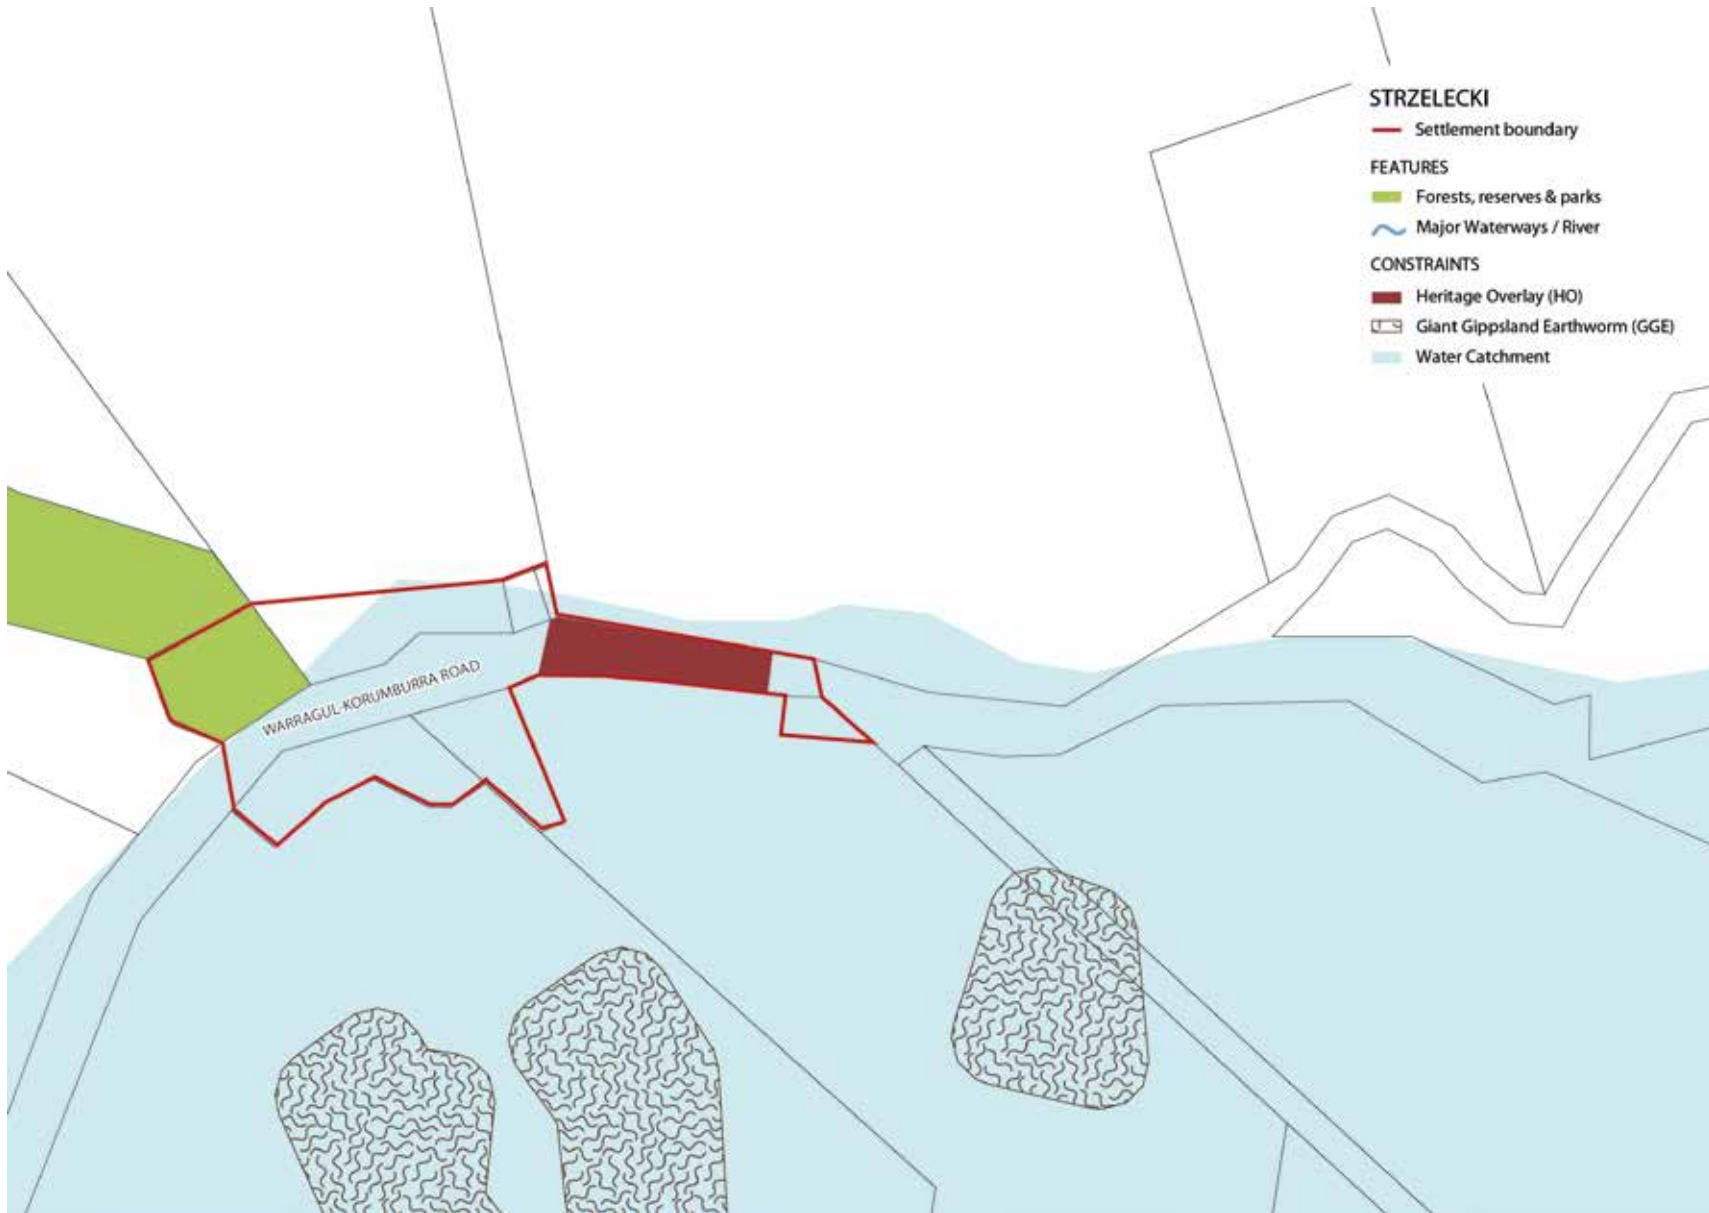 STRZELECKI
Settlement boundary
FEATURES
Forests, reserves & parks
Major Waterways / River
CONSTRAINTS
Heritage Overlay (HO)
Giant Gippsland Earthworm (GGE)
Water Catchment
WARRAGUL-KORUMBURRA ROAD